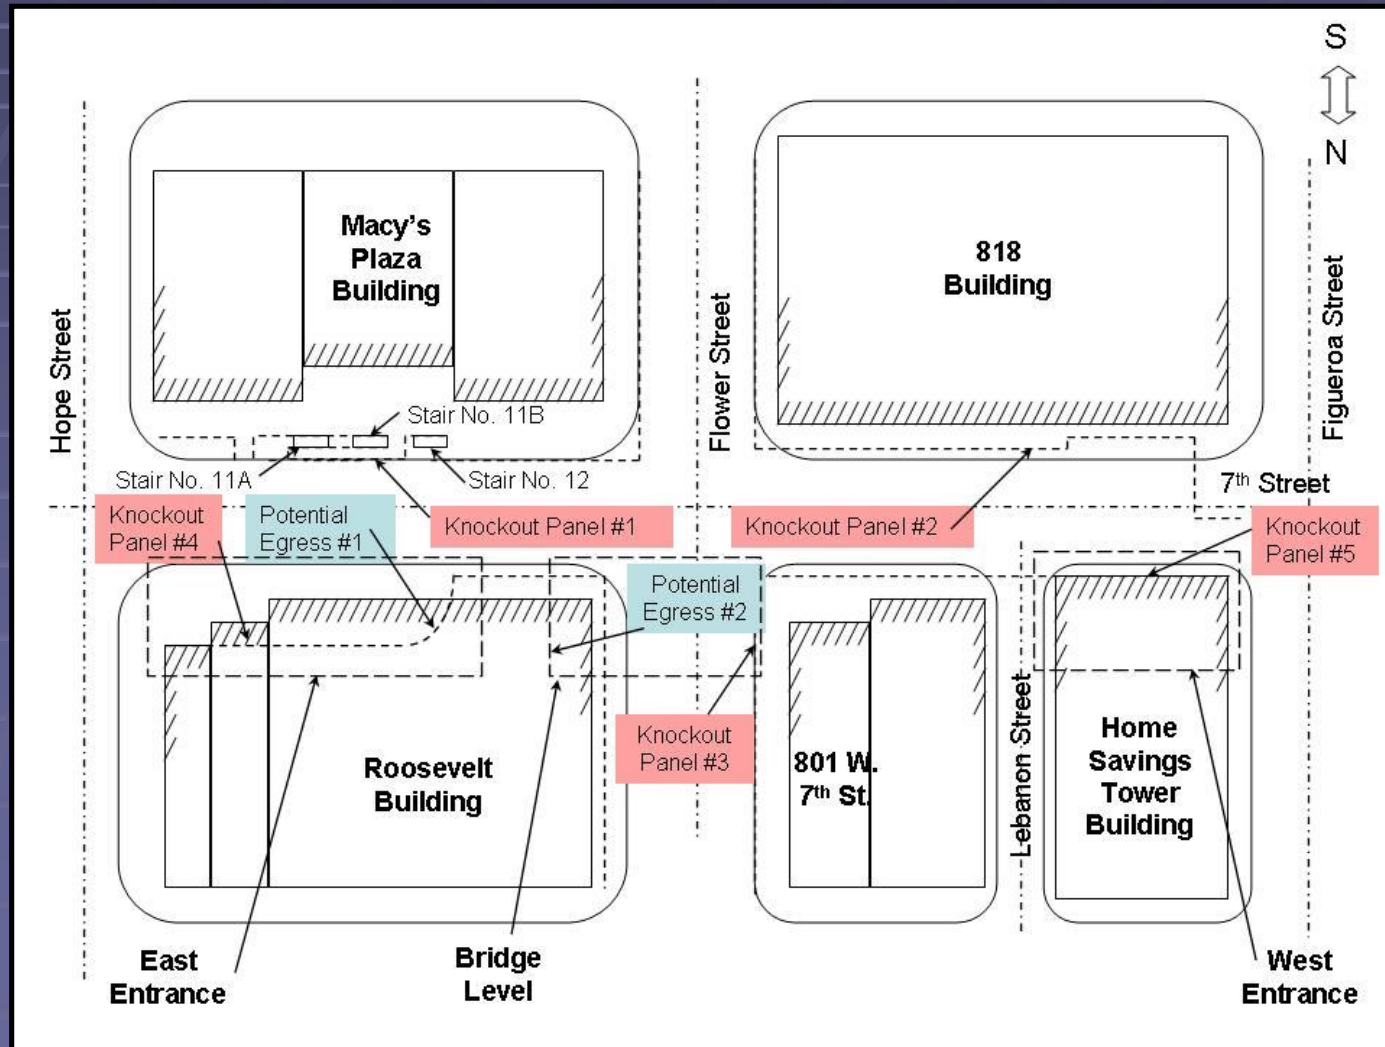 S
N
Macy's
Plaza
Building
818
Building
Hope Street
Flower Street
Figueroa Street
Stair No. 11B
Stair No. 11A
Stair No. 12
7th Street
Knockout
Panel #4
Potential
Egress #1
Knockout Panel #1
Knockout Panel #2
Knockout
Panel #5
Potential
Egress #2
Knockout
Panel #3
Roosevelt
Building
801 W.
7th St.
Lebanon Street
Home
Savings
Tower
Building
East
Entrance
Bridge
Level
West
Entrance